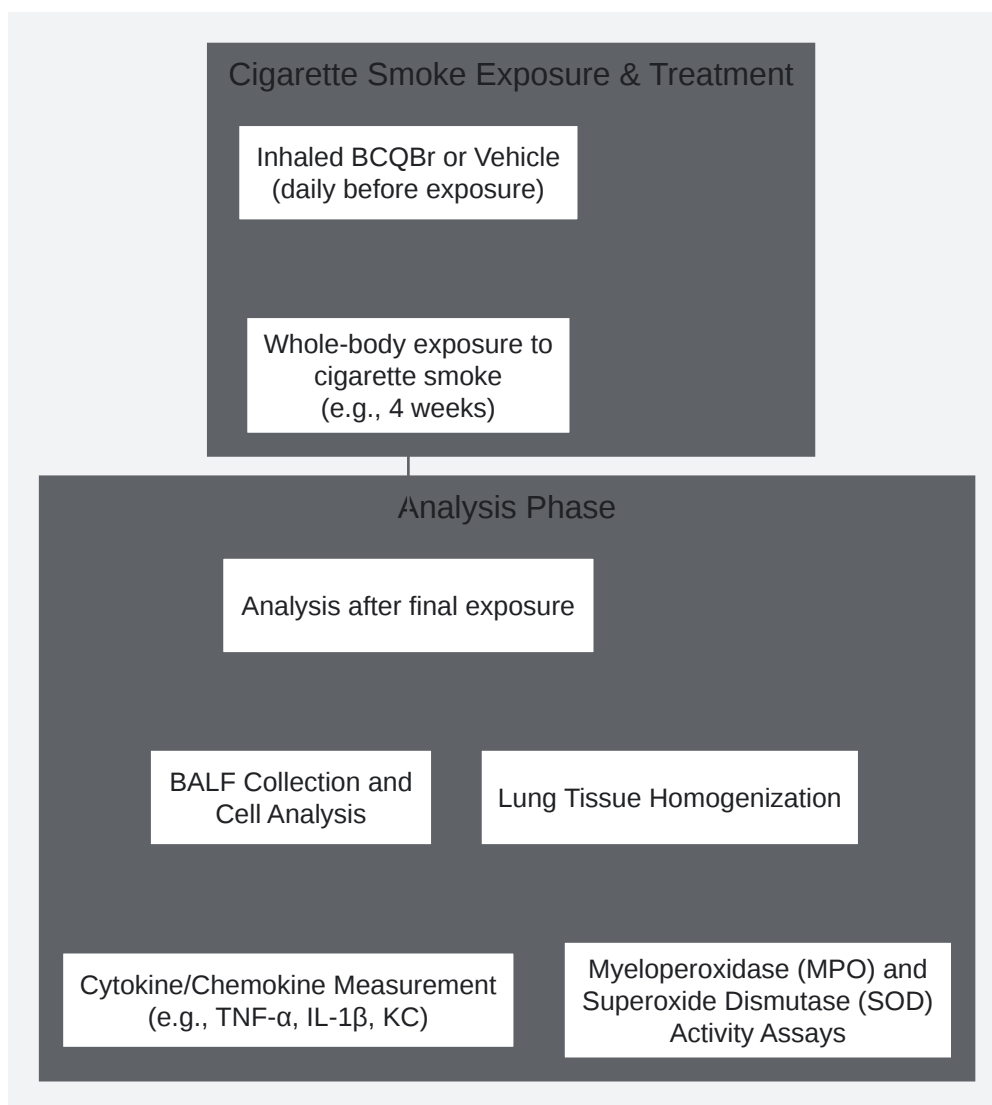 Cigarette Smoke Exposure & Treatment
Inhaled BCQBr or Vehicle
(daily before exposure)
Whole-body exposure to
cigarette smoke
(e.g., 4 weeks)
Analysis Phase
Analysis after final exposure
BALF Collection and
Cell Analysis
Lung Tissue Homogenization
Cytokine/Chemokine Measurement
(e.g., TNF-α, IL-1β, KC)
Myeloperoxidase (MPO) and
Superoxide Dismutase (SOD)
Activity Assays